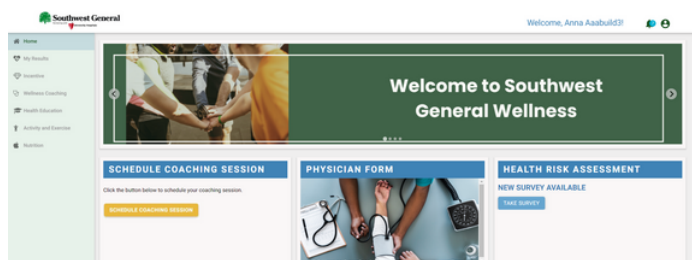 Southwest General
Welcome, Anna Aaabuild3!
Home
My Results
Incentive
Wellness Coaching
Health Education
Activity and Exercise
Nutrition
Welcome to Southwest
General Wellness
SCHEDULE COACHING SESSION
Click the button below to schedule your coaching session.
SCHEDULE COACHING SESSION
PHYSICIAN FORM
HEALTH RISK ASSESSMENT
NEW SURVEY AVAILABLE
TAKE SURVEY